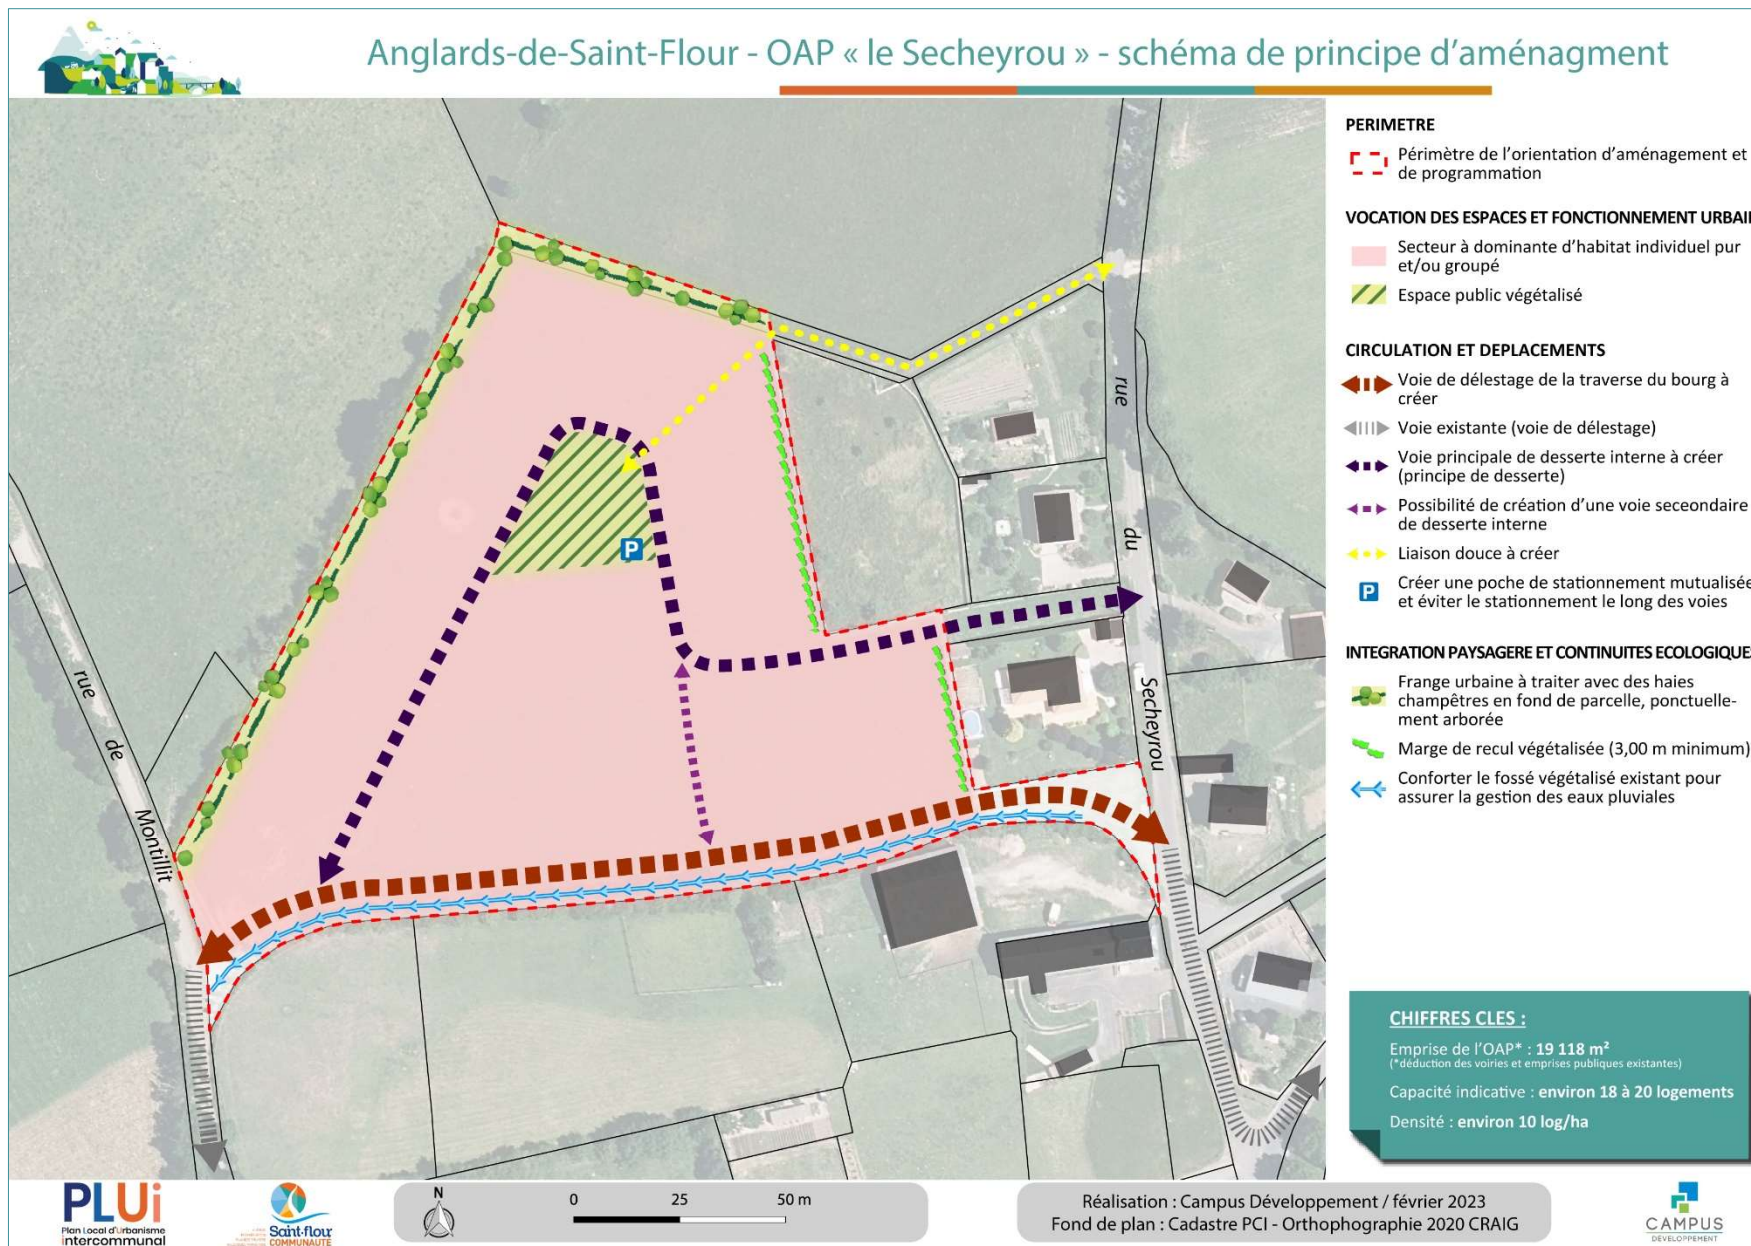 Anglards-de-Saint-Flour - OAP « le Secheyrou » - schéma de principe d'aménagment
PERIMETRE
Périmètre de l'orientation d'aménagement et
de programmation
VOCATION DES ESPACES ET FONCTIONNEMENT URBAI
Secteur à dominante d'habitat individuel pur
et/ou groupé
Espace public végétalisé
CIRCULATION ET DEPLACEMENTS
Voie de délestage de la traverse du bourg à
créer
Voie existante (voie de délestage)
Voie principale de desserte interne à créer
(principe de desserte)
Possibilité de création d'une voie seceondaire
de desserte interne
Liaison douce à créer
P
Créer une poche de stationnement mutualisée
et éviter le stationnement le long des voies
INTEGRATION PAYSAGERE ET CONTINUITES ECOLOGIQUE
Frange urbaine à traiter avec des haies
champêtres en fond de parcelle, ponctuelle-
ment arborée
Marge de recul végétalisée (3,00 m minimum)
Conforter le fossé végétalisé existant pour
assurer la gestion des eaux pluviales
rue
du
Secheyrou
P
rue
de
Montillit
CHIFFRES CLES :
Emprise de l'OAP* : 19 118 m²
(*déduction des voiries et emprises publiques existantes)
Capacité indicative : environ 18 à 20 logements
Densité : environ 10 log/ha
PLUi
Plan Local d'Urbanisme
intercommunal
Saint-flour
COMMUNAUTÉ
N
0 25 50 m
Réalisation : Campus Développement / février 2023
Fond de plan : Cadastre PCI - Orthophographie 2020 CRAIG
CAMPUS
DÉVELOPPEMENT